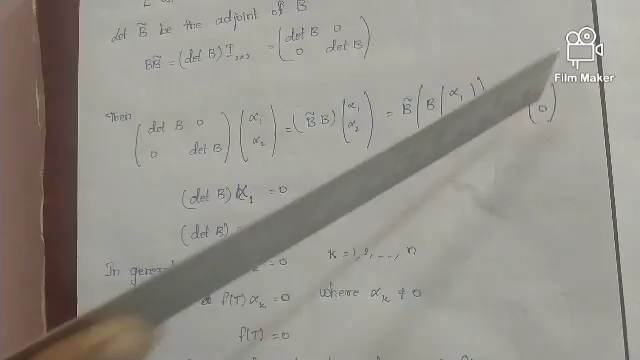 Let B̃ be the adjoint of B
BB̃ = (det B) I₂ₓ₂ = (det B 0
0 det B)
Film Maker
Then (det B 0
0 det B) (α₁
α₂) = (B̃ B) (α₁
α₂) = B̃ (B (α₁
0)
(det B) α₁ = 0
(det B)
In general = 0 k = 1, 2, ..., n
f(T) αₖ = 0 where αₖ ≠ 0
f(T) = 0